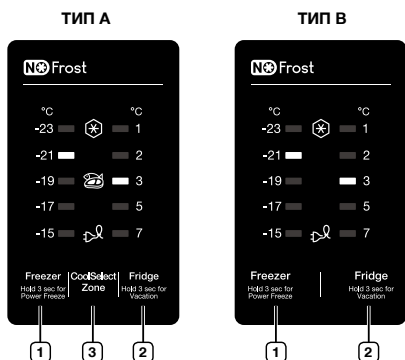 ТИП А
NO Frost
°C °C
-23 1
-21 2
-19 3
-17 5
-15 7
Freezer CoolSelect Fridge
Hold 3 sec for Zone Hold 3 sec for
Power Freeze Vacation
1 3 2
ТИП В
NO Frost
°C °C
-23 1
-21 2
-19 3
-17 5
-15 7
Freezer Fridge
Hold 3 sec for Hold 3 sec for
Power Freeze Vacation
1 2